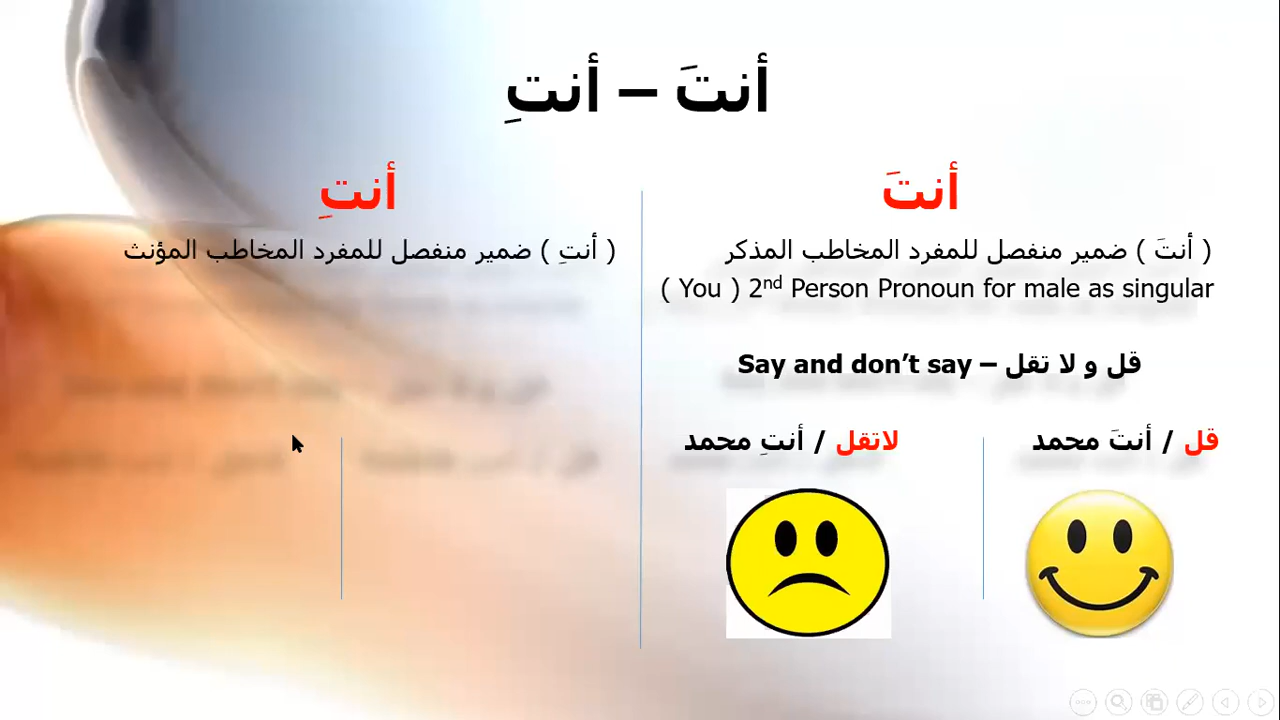 أنتَ – أنتِ
أنتَ
( أنتَ ) ضمير منفصل للمفرد المخاطب المذكر
( You ) 2nd Person Pronoun for male as singular
Say and don’t say – قل و لا تقل
قل / أنتَ محمد
لاتقل / أنتِ محمد
أنتِ
( أنتِ ) ضمير منفصل للمفرد المخاطب المؤنث